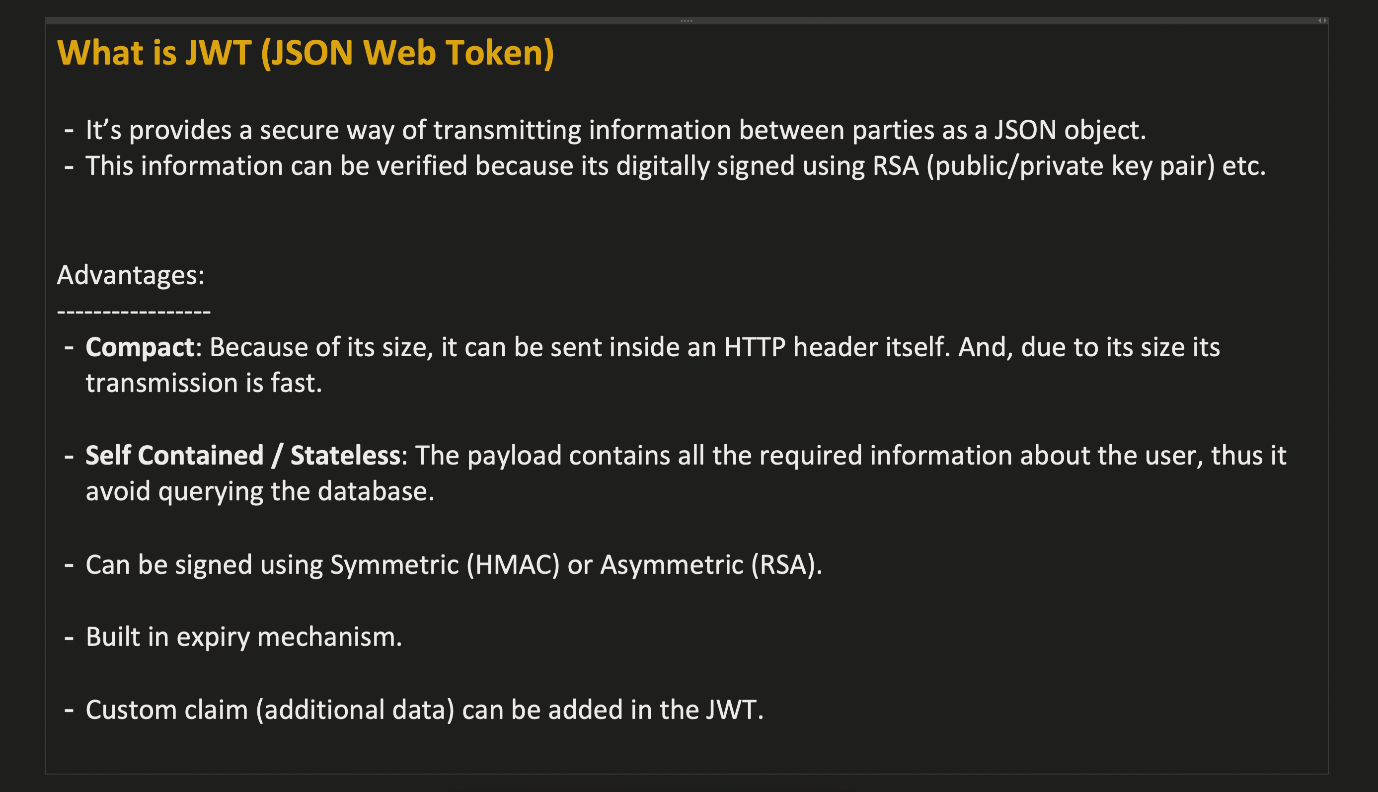 What is JWT (JSON Web Token)
- It’s provides a secure way of transmitting information between parties as a JSON object.
- This information can be verified because its digitally signed using RSA (public/private key pair) etc.
Advantages:
-----------------
- Compact: Because of its size, it can be sent inside an HTTP header itself. And, due to its size its
transmission is fast.
- Self Contained / Stateless: The payload contains all the required information about the user, thus it
avoid querying the database.
- Can be signed using Symmetric (HMAC) or Asymmetric (RSA).
- Built in expiry mechanism.
- Custom claim (additional data) can be added in the JWT.